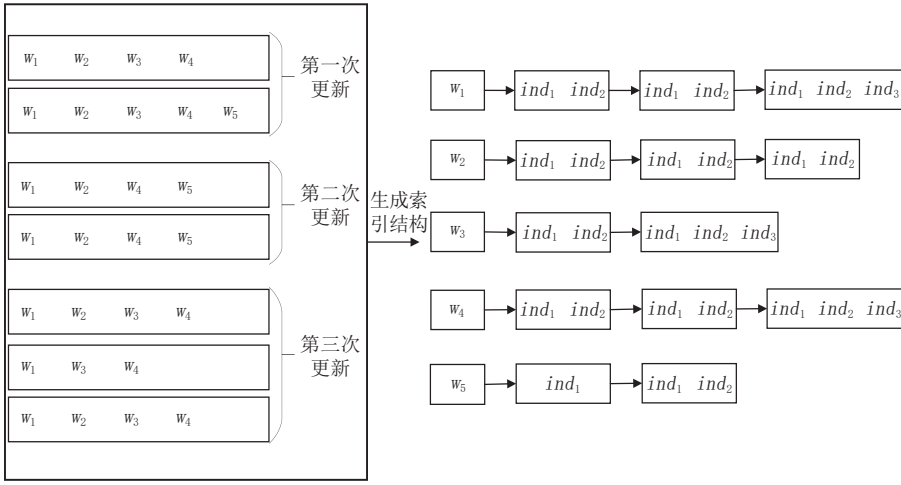 w₁ w₂ w₃ w₄
w₁ w₂ w₃ w₄ w₅
第一次
更新
w₁ w₂ w₄ w₅
w₁ w₂ w₄ w₅
第二次
更新
w₁ w₂ w₃ w₄
w₁ w₃ w₄
w₁ w₂ w₃ w₄
第三次
更新
生成索
引结构
w₁ ind₁ ind₂ ind₁ ind₂ ind₁ ind₂ ind₃
w₂ ind₁ ind₂ ind₁ ind₂ ind₁ ind₂
w₃ ind₁ ind₂ ind₁ ind₂ ind₃
w₄ ind₁ ind₂ ind₁ ind₂ ind₁ ind₂ ind₃
w₅ ind₁ ind₁ ind₂